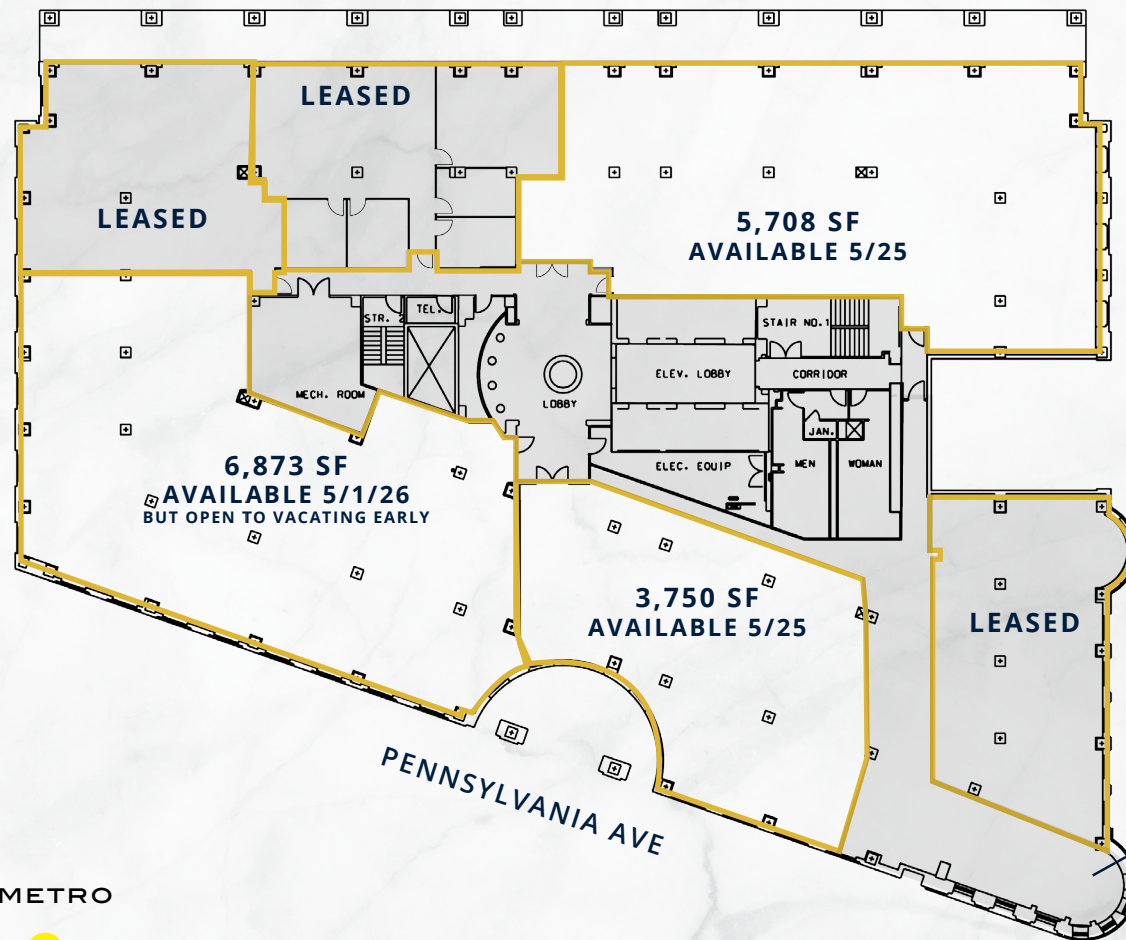 LEASED
LEASED
5,708 SF
AVAILABLE 5/25
STR. 2
TEL.
STAIR NO.1
MECH. ROOM
LOBBY
ELEV. LOBBY
CORRIDOR
JAN.
ELEC. EQUIP
MEN
WOMAN
6,873 SF
AVAILABLE 5/1/26
BUT OPEN TO VACATING EARLY
3,750 SF
AVAILABLE 5/25
LEASED
PENNSYLVANIA AVE
METRO